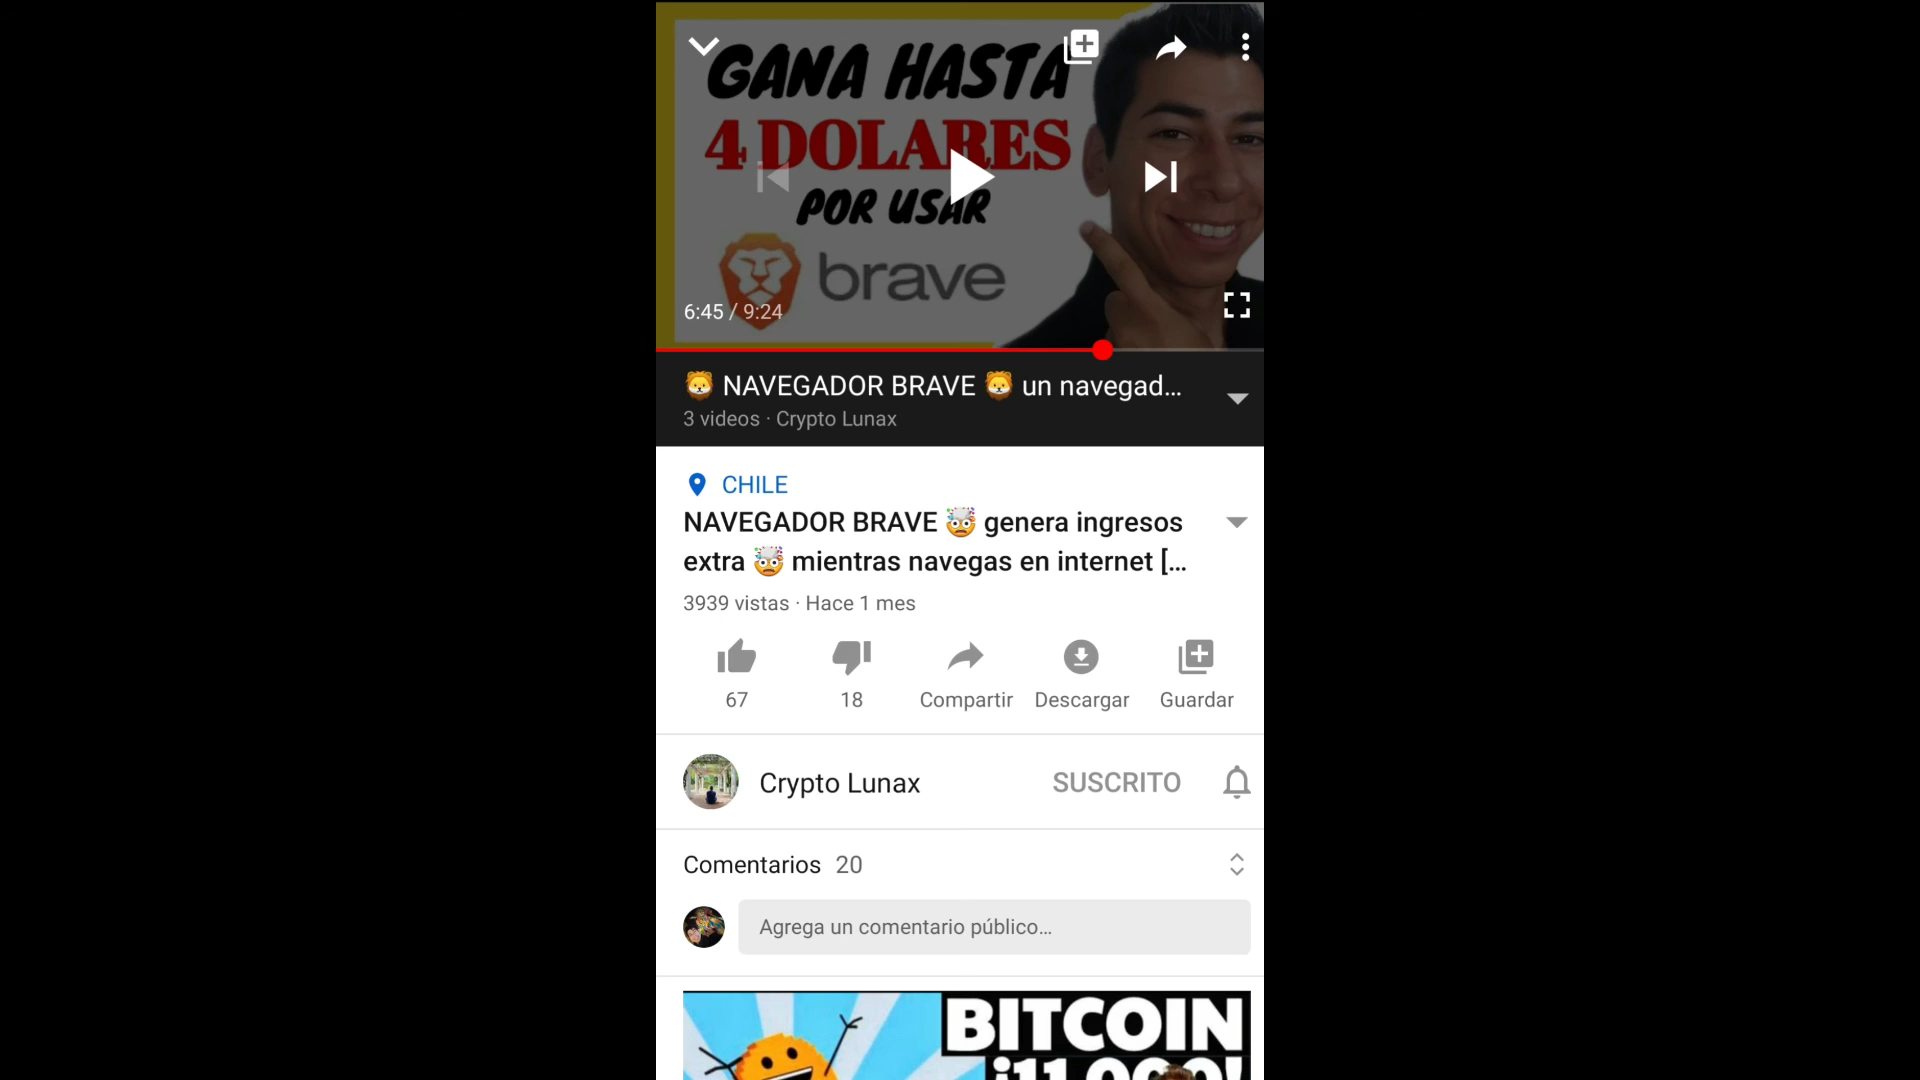 GANA HASTA
4 DOLARES
POR USAR
brave
6:45 / 9:24
🦁 NAVEGADOR BRAVE 🦁 un navegad...
3 videos · Crypto Lunax
CHILE
NAVEGADOR BRAVE 🤯 genera ingresos
extra 🤯 mientras navegas en internet [...
3939 vistas · Hace 1 mes
67
18
Compartir
Descargar
Guardar
Crypto Lunax
SUSCRITO
Comentarios 20
Agrega un comentario público...
BITCOIN
¡11.000!